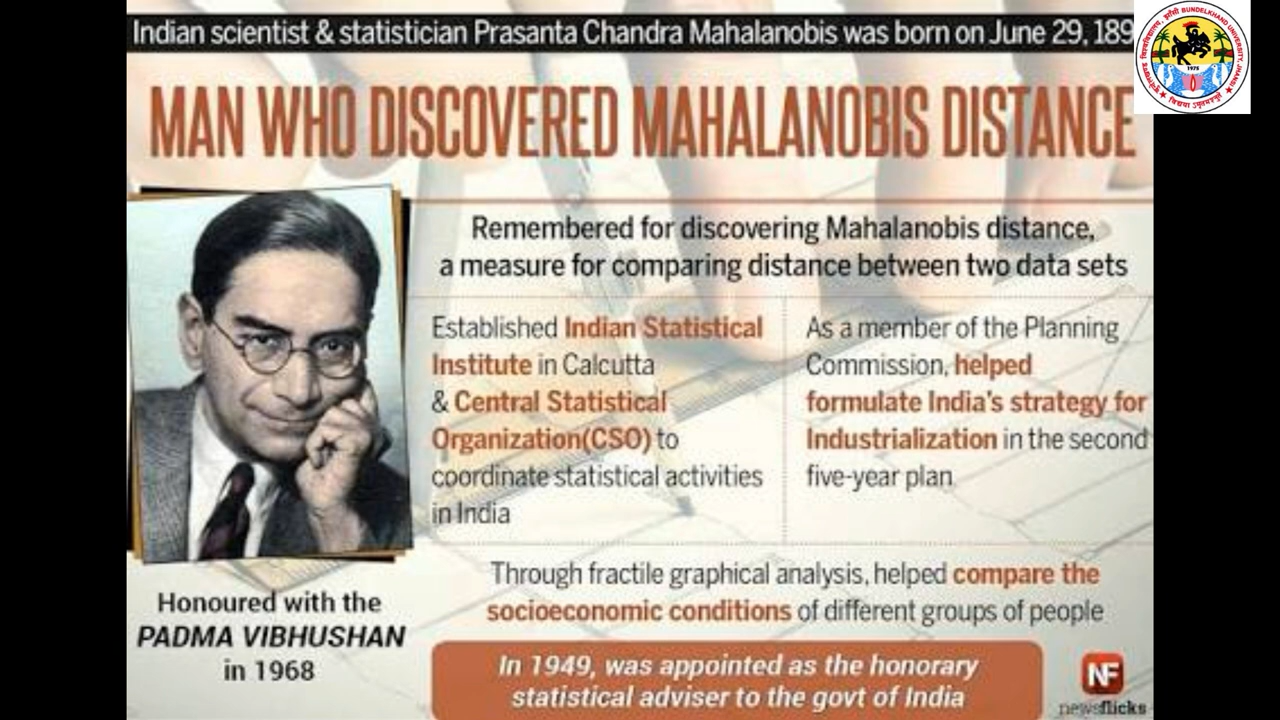 Indian scientist & statistician Prasanta Chandra Mahalanobis was born on June 29, 189
BUNDELKHAND UNIVERSITY, JHANSI
1975
MAN WHO DISCOVERED MAHALANOBIS DISTANCE
Remembered for discovering Mahalanobis distance,
a measure for comparing distance between two data sets
Established Indian Statistical
Institute in Calcutta
& Central Statistical
Organization(CSO) to
coordinate statistical activities
in India
As a member of the Planning
Commission, helped
formulate India's strategy for
Industrialization in the second
five-year plan
Through fractile graphical analysis, helped compare the
socioeconomic conditions of different groups of people
Honoured with the
PADMA VIBHUSHAN
in 1968
In 1949, was appointed as the honorary
statistical adviser to the govt of India
NF
newsflicks